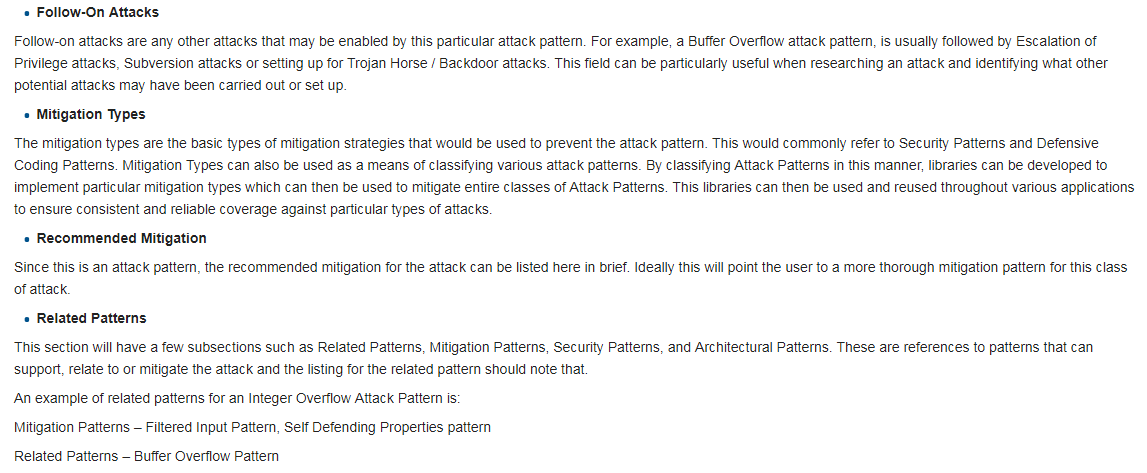 • Follow-On Attacks
Follow-on attacks are any other attacks that may be enabled by this particular attack pattern. For example, a Buffer Overflow attack pattern, is usually followed by Escalation of
Privilege attacks, Subversion attacks or setting up for Trojan Horse / Backdoor attacks. This field can be particularly useful when researching an attack and identifying what other
potential attacks may have been carried out or set up.
• Mitigation Types
The mitigation types are the basic types of mitigation strategies that would be used to prevent the attack pattern. This would commonly refer to Security Patterns and Defensive
Coding Patterns. Mitigation Types can also be used as a means of classifying various attack patterns. By classifying Attack Patterns in this manner, libraries can be developed to
implement particular mitigation types which can then be used to mitigate entire classes of Attack Patterns. This libraries can then be used and reused throughout various applications
to ensure consistent and reliable coverage against particular types of attacks.
• Recommended Mitigation
Since this is an attack pattern, the recommended mitigation for the attack can be listed here in brief. Ideally this will point the user to a more thorough mitigation pattern for this class
of attack.
• Related Patterns
This section will have a few subsections such as Related Patterns, Mitigation Patterns, Security Patterns, and Architectural Patterns. These are references to patterns that can
support, relate to or mitigate the attack and the listing for the related pattern should note that.
An example of related patterns for an Integer Overflow Attack Pattern is:
Mitigation Patterns – Filtered Input Pattern, Self Defending Properties pattern
Related Patterns – Buffer Overflow Pattern